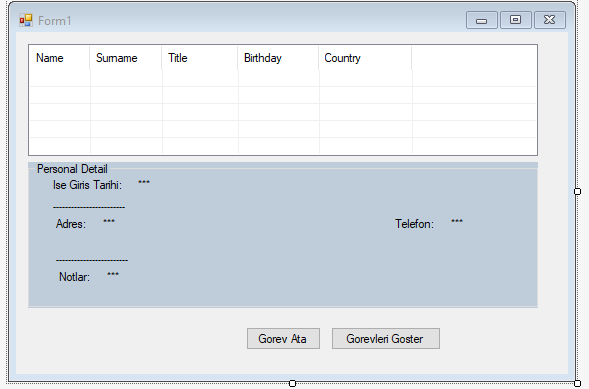 Form1
Name Surname Title Birthday Country
Personal Detail
Ise Giris Tarihi: ***
------------------------
Adres: *** Telefon: ***
------------------------
Notlar: ***
Gorev Ata Gorevleri Goster